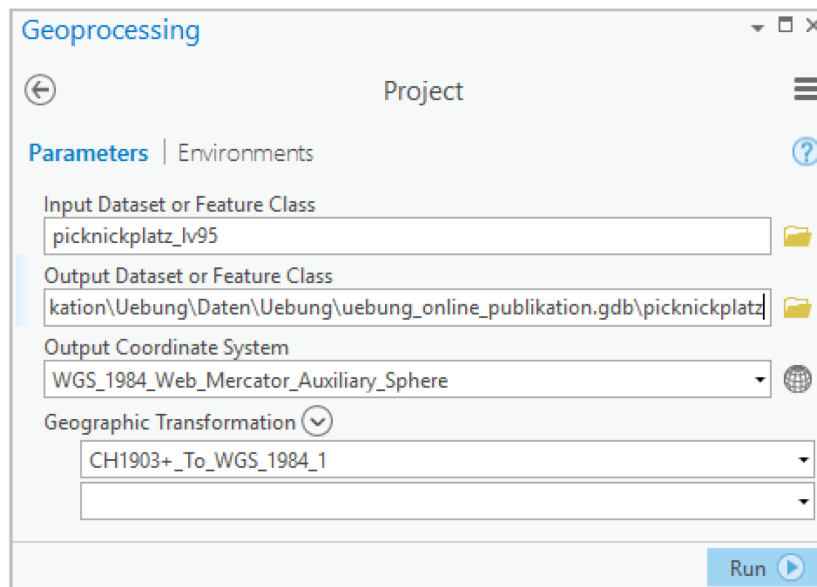 Geoprocessing
Project
Parameters | Environments
Input Dataset or Feature Class
picknickplatz_lv95
Output Dataset or Feature Class
kation\Uebung\Daten\Uebung\uebung_online_publikation.gdb\picknickplatz
Output Coordinate System
WGS_1984_Web_Mercator_Auxiliary_Sphere
Geographic Transformation
CH1903+_To_WGS_1984_1
Run